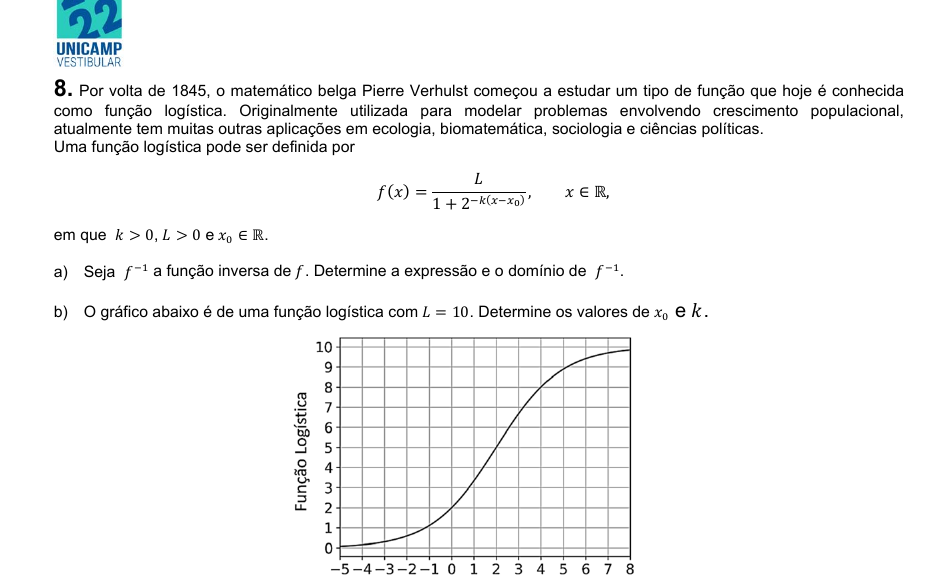 22
UNICAMP
VESTIBULAR
8. Por volta de 1845, o matemático belga Pierre Verhulst começou a estudar um tipo de função que hoje é conhecida
como função logística. Originalmente utilizada para modelar problemas envolvendo crescimento populacional,
atualmente tem muitas outras aplicações em ecologia, biomatemática, sociologia e ciências políticas.
Uma função logística pode ser definida por
f(x) = L / (1 + 2^{−k(x−x₀)}), x ∈ ℝ,
em que k > 0, L > 0 e x₀ ∈ ℝ.
a) Seja f⁻¹ a função inversa de f. Determine a expressão e o domínio de f⁻¹.
b) O gráfico abaixo é de uma função logística com L = 10. Determine os valores de x₀ e k.
Função Logística
10
9
8
7
6
5
4
3
2
1
0
−5 −4 −3 −2 −1 0 1 2 3 4 5 6 7 8